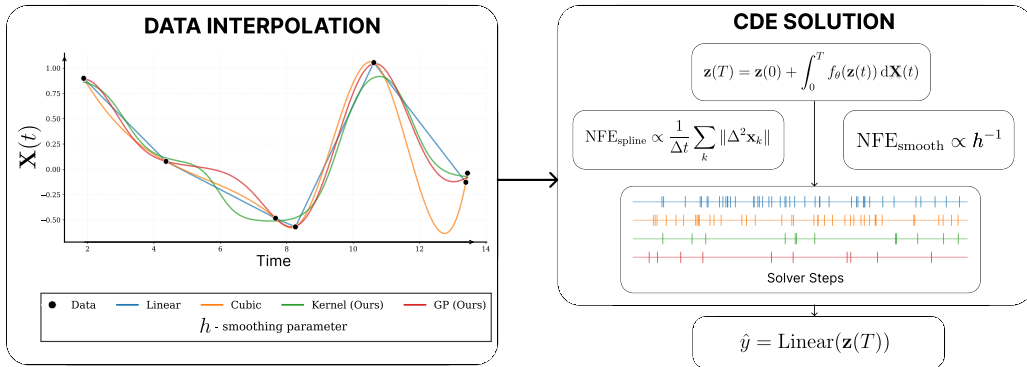 DATA INTERPOLATION
X(t)
1.00
0.75
0.50
0.25
0.00
−0.25
−0.50
2
4
6
8
10
12
14
Time
Data
Linear
Cubic
Kernel (Ours)
GP (Ours)
h - smoothing parameter
CDE SOLUTION
z(T) = z(0) + ∫₀ᵀ f_θ(z(t)) dX(t)
NFE_spline ∝ 1/Δt ∑_k ‖Δ²x_k‖
NFE_smooth ∝ h⁻¹
Solver Steps
ŷ = Linear(z(T))